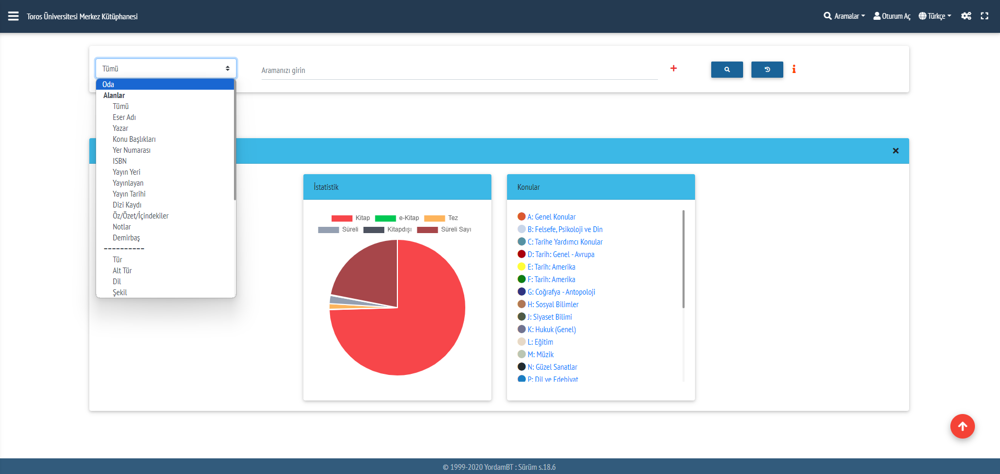 Toros Üniversitesi Merkez Kütüphanesi
Aramalar
Oturum Aç
Türkçe
Tümü
Aramanızı girin
Oda
Alanlar
Tümü
Eser Adı
Yazar
Konu Başlıkları
Yer Numarası
ISBN
Yayın Yeri
Yayınlayan
Yayın Tarihi
Dizi Kaydı
Öz/Özet/İçindekiler
Notlar
Demirbaş
----------
Tür
Alt Tür
Dil
Şekil
İstatistik
Kitap e-Kitap Tez
Süreli Kitapdışı Süreli Sayı
Konular
A: Genel Konular
B: Felsefe, Psikoloji ve Din
C: Tarihe Yardımcı Konular
D: Tarih: Genel - Avrupa
E: Tarih: Amerika
F: Tarih: Amerika
G: Coğrafya - Antopoloji
H: Sosyal Bilimler
J: Siyaset Bilimi
K: Hukuk (Genel)
L: Eğitim
M: Müzik
N: Güzel Sanatlar
P: Dil ve Edebiyat
© 1999-2020 YordamBT : Sürüm s.18.6